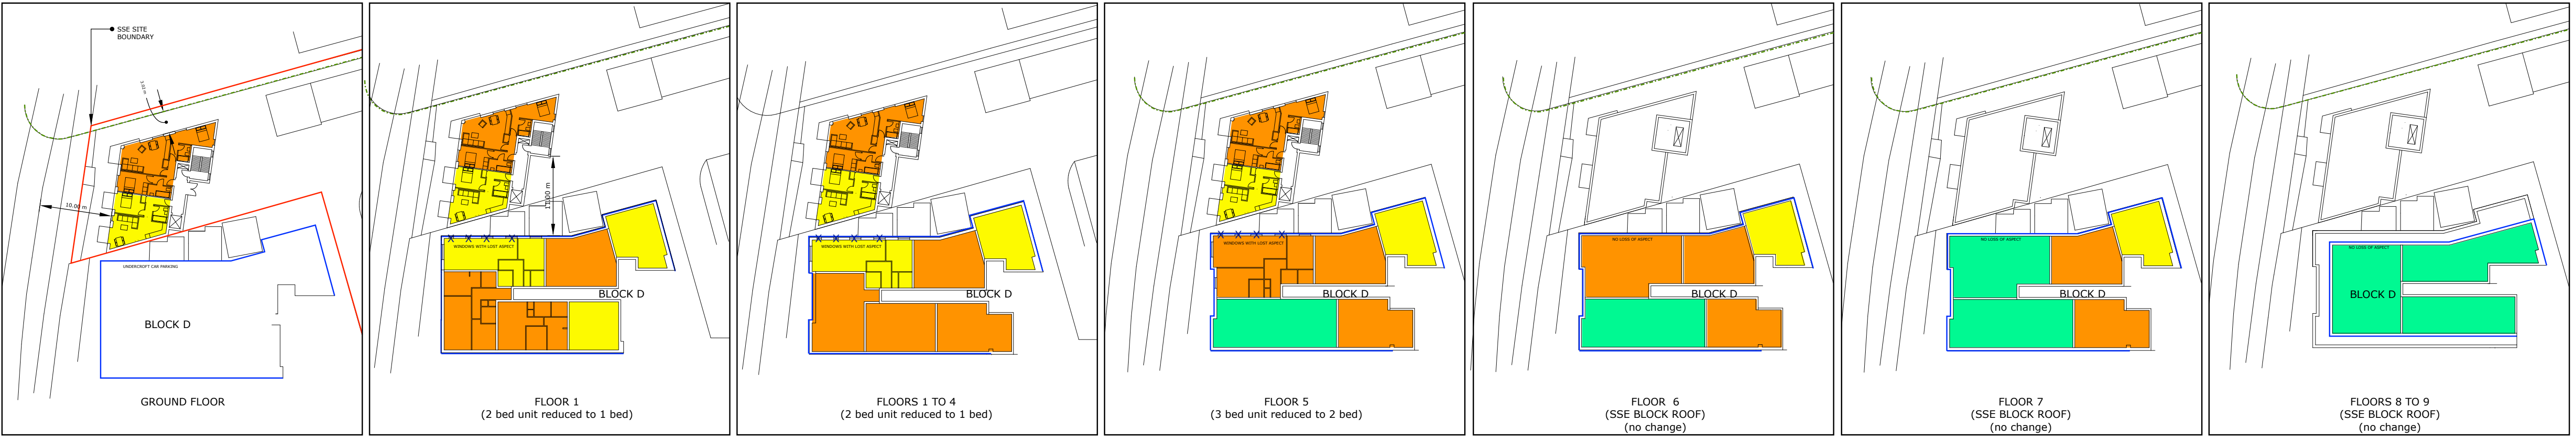 SSE SITE
BOUNDARY
3.02 m
10.00 m
UNDERCROFT CAR PARKING
BLOCK D
GROUND FLOOR
11.00 m
WINDOWS WITH LOST ASPECT
BLOCK D
FLOOR 1
(2 bed unit reduced to 1 bed)
WINDOWS WITH LOST ASPECT
BLOCK D
FLOORS 1 TO 4
(2 bed unit reduced to 1 bed)
WINDOWS WITH LOST ASPECT
BLOCK D
FLOOR 5
(3 bed unit reduced to 2 bed)
NO LOSS OF ASPECT
BLOCK D
FLOOR 6
(SSE BLOCK ROOF)
(no change)
NO LOSS OF ASPECT
BLOCK D
FLOOR 7
(SSE BLOCK ROOF)
(no change)
NO LOSS OF ASPECT
BLOCK D
FLOORS 8 TO 9
(SSE BLOCK ROOF)
(no change)